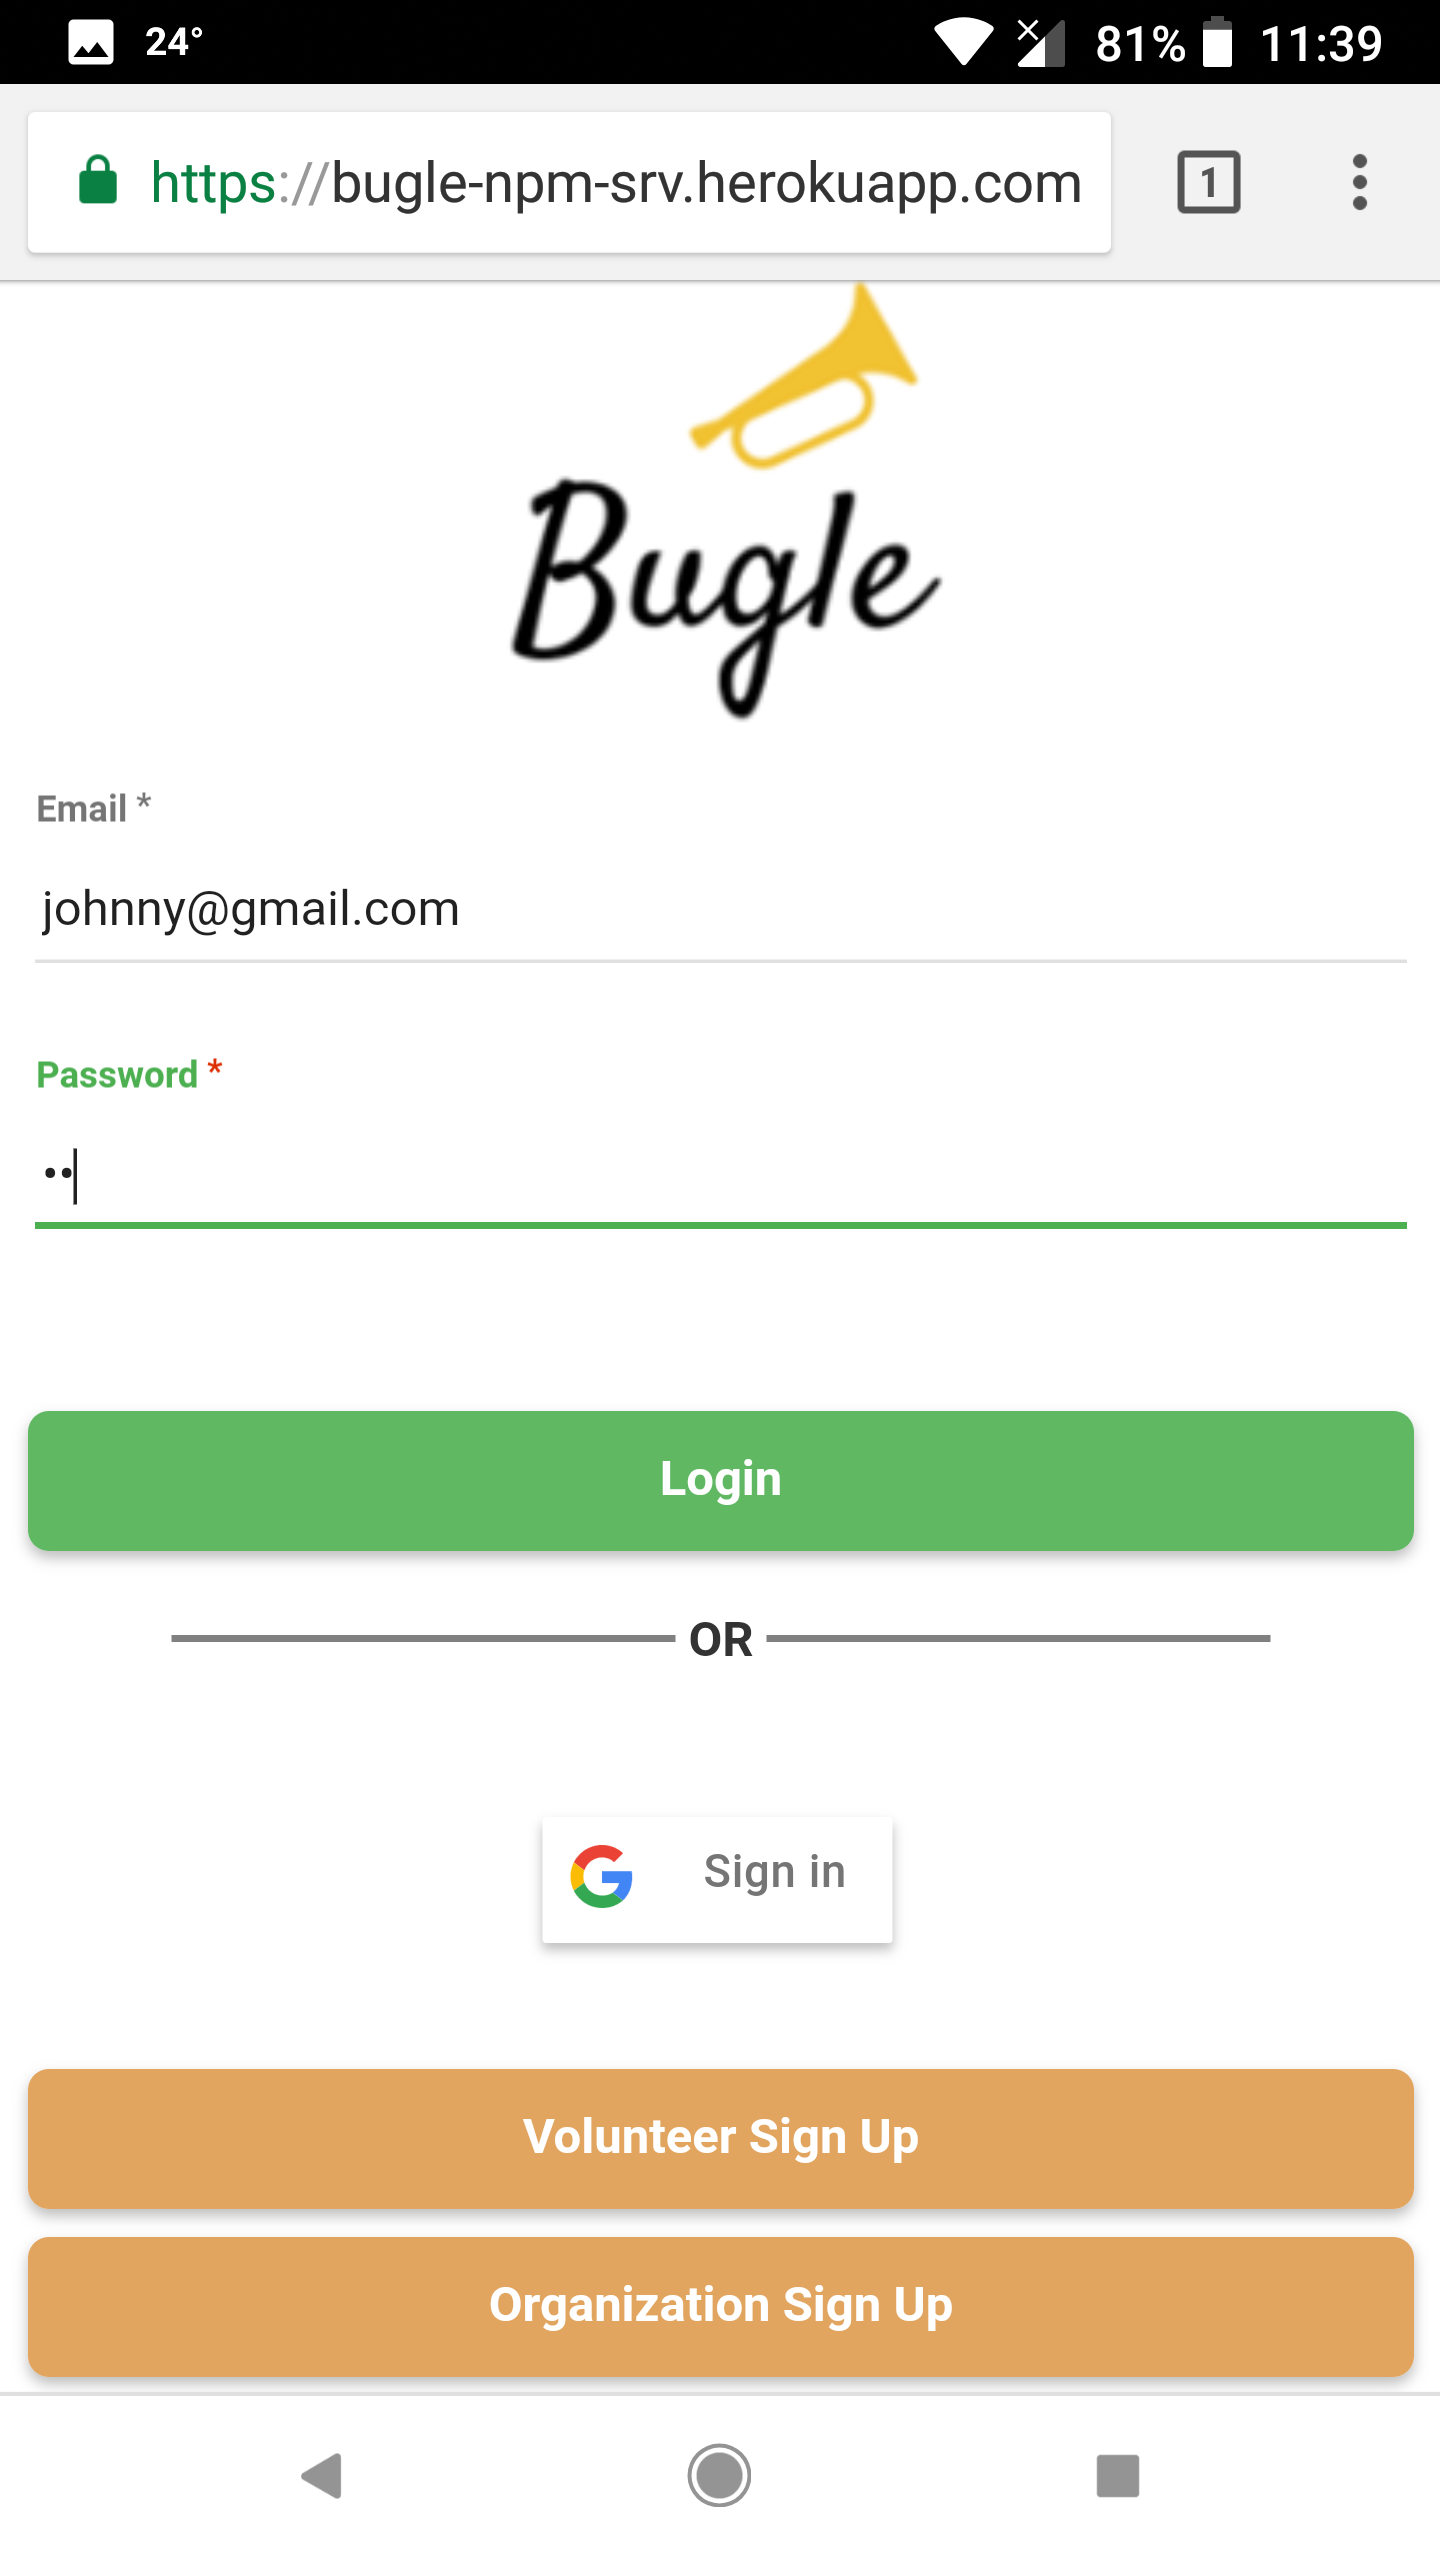 24° 81% 11:39
https://bugle-npm-srv.herokuapp.com 1
Bugle
Email *
johnny@gmail.com
Password *
••
Login
OR
Sign in
Volunteer Sign Up
Organization Sign Up